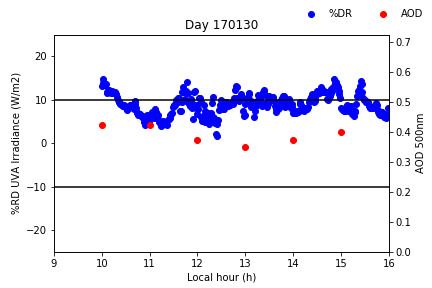 %DR AOD
Day 170130
%RD UVA Irradiance (W/m2)
20
10
0
−10
−20
0.7
0.6
0.5
0.4
0.3
0.2
0.1
0.0
AOD 500nm
9 10 11 12 13 14 15 16
Local hour (h)